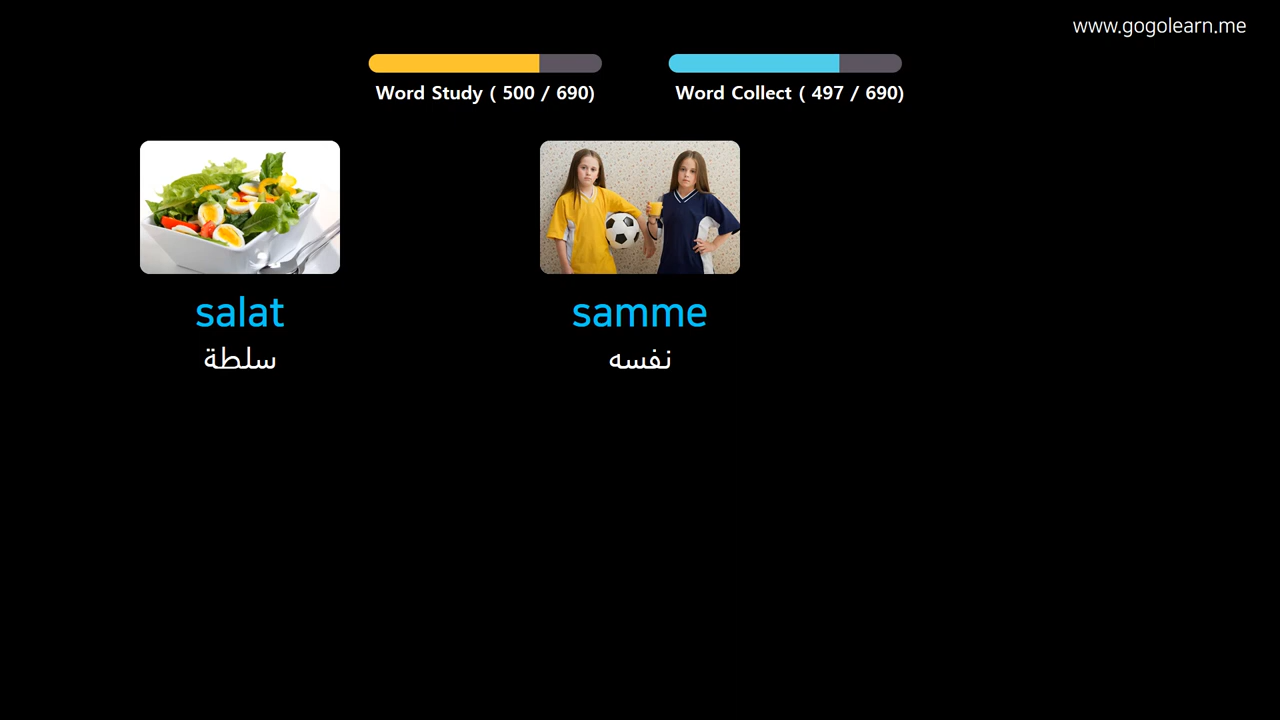 www.gogolearn.me
Word Study ( 500 / 690)
Word Collect ( 497 / 690)
salat
سلطة
samme
نفسه